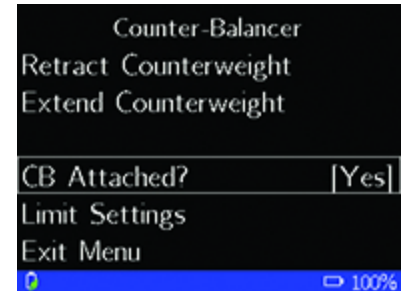 Counter-Balancer
Retract Counterweight
Extend Counterweight
CB Attached? [Yes]
Limit Settings
Exit Menu
100%